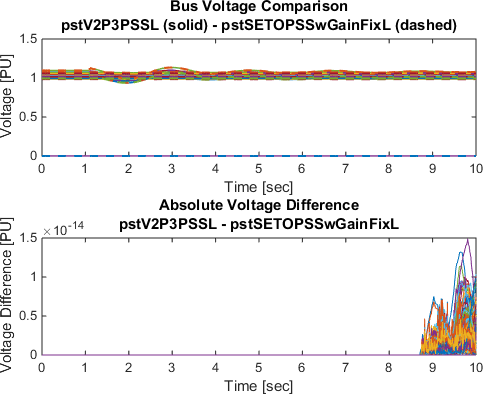 Bus Voltage Comparison
pstV2P3PSSL (solid) - pstSETOPSSwGainFixL (dashed)
Voltage [PU]
1.5
1
0.5
0
0 1 2 3 4 5 6 7 8 9 10
Time [sec]
Absolute Voltage Difference
pstV2P3PSSL - pstSETOPSSwGainFixL
×10-14
Voltage Difference [PU]
1.5
1
0.5
0
0 1 2 3 4 5 6 7 8 9 10
Time [sec]